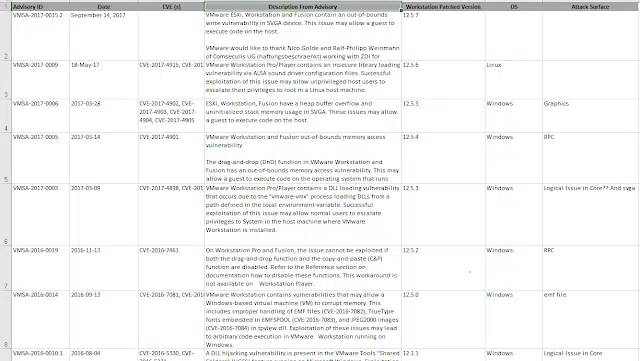 Advisory ID Date CVE (s) Description From Advisory Workstation Patched Version OS Attack Surface
VMSA-2017-0015.2 September 14, 2017 VMware ESXi, Workstation and Fusion contain an out-of-bounds 12.5.7
write vulnerability in SVGA device. This issue may allow a guest to
execute code on the host.
VMware would like to thank Nico Golde and Ralf-Philipp Weinmann
of Comsecuris UG (haftungsbeschraenkt) working with ZDI for
2
VMSA-2017-0009 18-May-17 CVE-2017-4915, CVE-201 VMware Workstation Pro/Player contains an insecure library loading 12.5.6 Linux
vulnerability via ALSA sound driver configuration files. Successful
exploitation of this issue may allow unprivileged host users to
escalate their privileges to root in a Linux host machine.
3
VMSA-2017-0006 2017-03-28 CVE-2017-4902, CVE- ESXi, Workstation, Fusion have a heap buffer overflow and 12.5.5 Windows Graphics
2017-4903, CVE-2017- uninitialized stack memory usage in SVGA. These issues may allow
4904, CVE-2017-4905 a guest to execute code on the host.
4
VMSA-2017-0005 2017-03-14 CVE-2017-4901 VMware Workstation and Fusion out-of-bounds memory access 12.5.4 Windows RPC
vulnerability
The drag-and-drop (DnD) function in VMware Workstation and
Fusion has an out-of-bounds memory access vulnerability. This may
allow a guest to execute code on the operating system that runs
5
VMSA-2017-0003 2017-03-09 CVE-2017-4898, CVE-201 VMware Workstation Pro/Player contains a DLL loading vulnerability 12.5.3 Windows Logical Issue in Core?? And svga
that occurs due to the "vmware-vmx" process loading DLLs from a
path defined in the local environment-variable. Successful
exploitation of this issue may allow normal users to escalate
privileges to System in the host machine where VMware
Workstation is installed.
6
VMSA-2016-0019 2016-11-13 CVE-2016-7461 On Workstation Pro and Fusion, the issue cannot be exploited if 12.5.2 Windows RPC
both the drag-and-drop function and the copy-and-paste (C&P)
function are disabled. Refer to the Reference section on
documentation how to disable these functions. This workaround is
not available on Workstation Player.
7
VMSA-2016-0014 2016-09-13 CVE-2016-7081, CVE-201 VMware Workstation contains vulnerabilities that may allow a 12.5.0 Windows emf file
Windows-based virtual machine (VM) to corrupt memory. This
includes improper handling of EMF files (CVE-2016-7082), TrueType
fonts embedded in EMFSPOOL (CVE-2016-7083), and JPEG2000 images
(CVE-2016-7084) in tpview.dll. Exploitation of these issues may lead
to arbitrary code execution in VMware Workstation running on
Windows.
8
VMSA-2016-0010.1 2016-08-04 CVE-2016-5330, CVE- A DLL hijacking vulnerability is present in the VMware Tools "Shared 12.1.1 Windows Logical Issue in Core